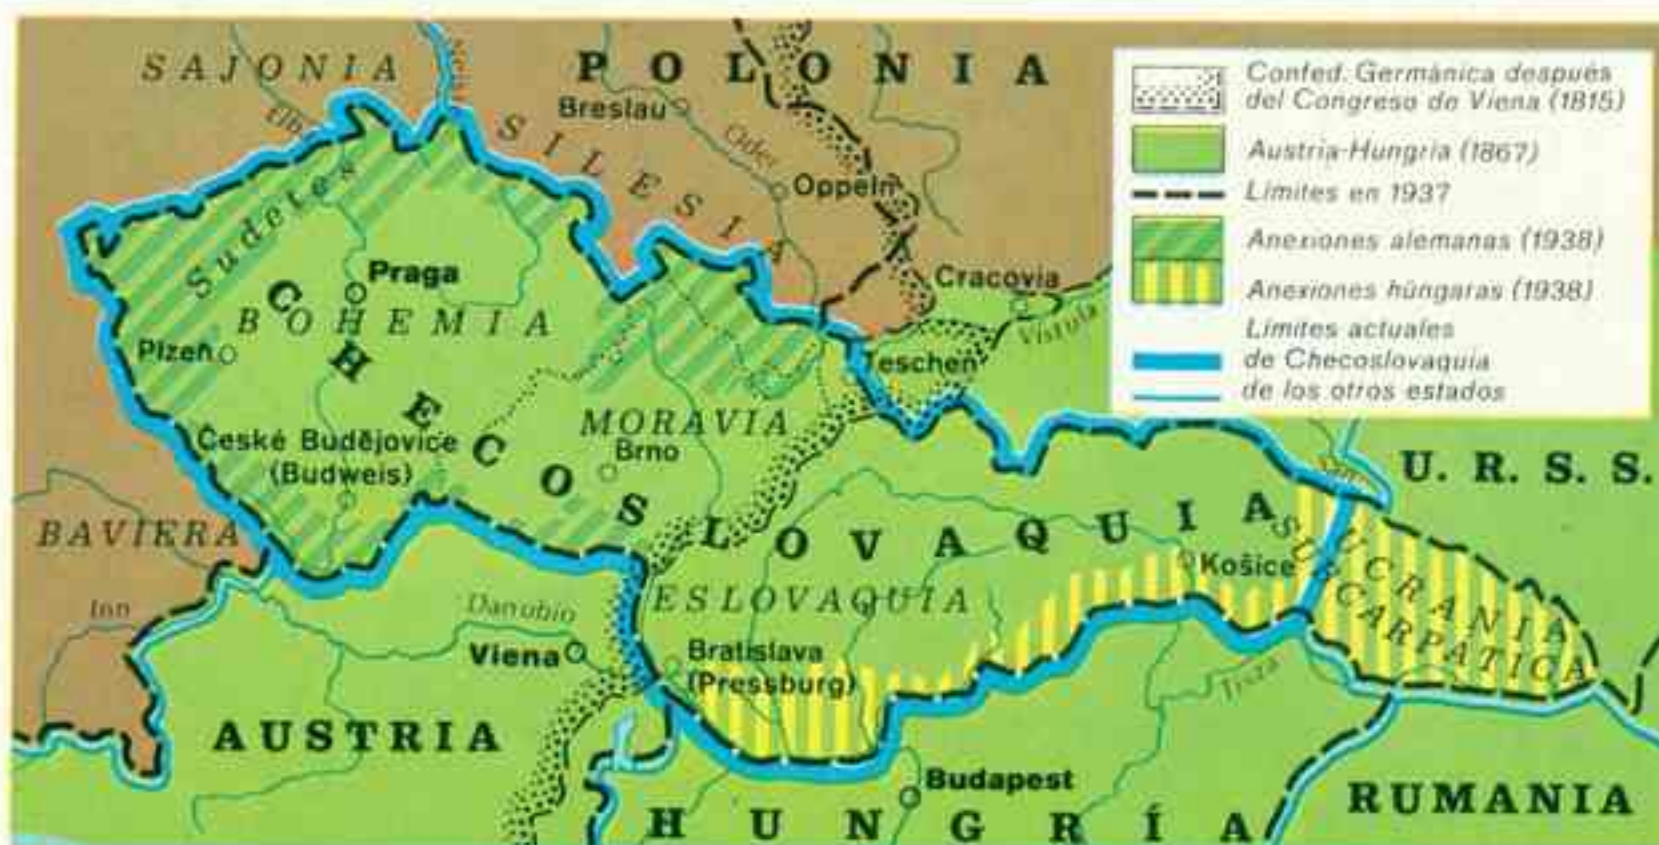 SAJONIA
POLONIA
Breslau
Elba
Oder
SILESIA
Oppeln
Sudetes
Praga
Cracovia
Vístula
BOHEMIA
Plzeň
Teschen
CHECOSLOVAQUIA
MORAVIA
České Budějovice
(Budweis)
Brno
U. R. S. S.
BAVIERA
ESLOVAQUIA
Košice
UCRANIA
SUBCARPÁTICA
Inn
Danubio
Viena
Bratislava
(Pressburg)
AUSTRIA
Budapest
HUNGRÍA
RUMANIA
Confed. Germánica después
del Congreso de Viena (1815)
Austria-Hungría (1867)
Límites en 1937
Anexiones alemanas (1938)
Anexiones húngaras (1938)
Límites actuales
de Checoslovaquia
de los otros estados